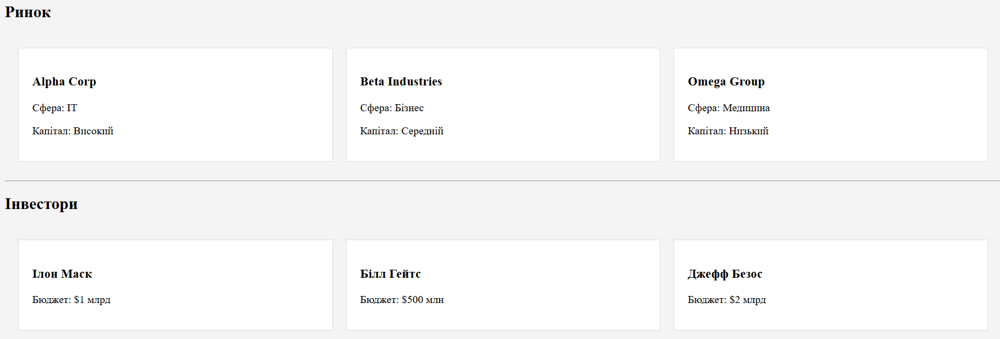 Ринок
Alpha Corp
Сфера: IT
Капітал: Високий
Beta Industries
Сфера: Бізнес
Капітал: Середній
Omega Group
Сфера: Медицина
Капітал: Низький
Інвестори
Ілон Маск
Бюджет: $1 млрд
Білл Гейтс
Бюджет: $500 млн
Джефф Безос
Бюджет: $2 млрд